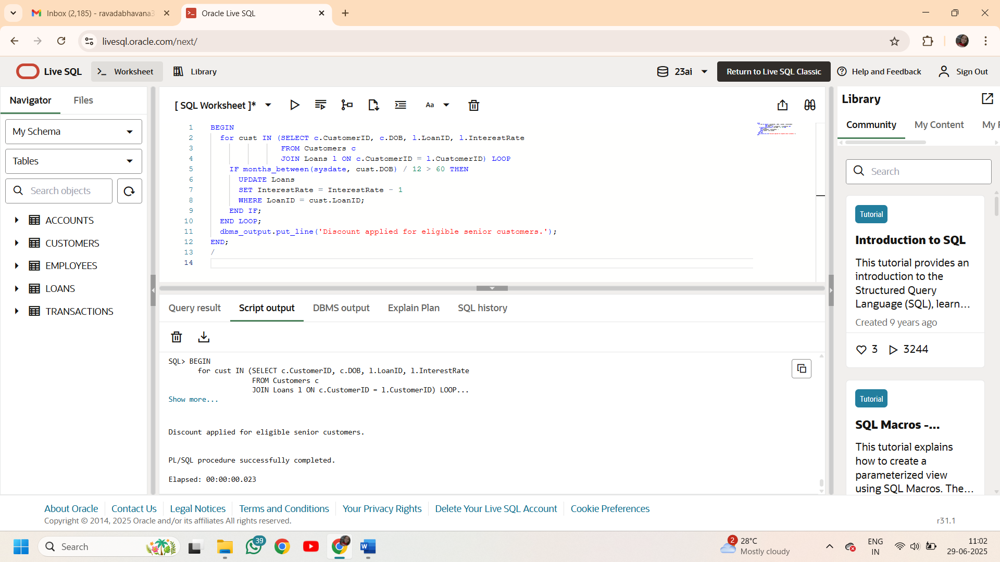 Inbox (2,185) - ravadabhavana3
Oracle Live SQL
livesql.oracle.com/next/
Live SQL
Worksheet
Library
23ai
Return to Live SQL Classic
Help and Feedback
Sign Out
Navigator
Files
My Schema
Tables
Search objects
ACCOUNTS
CUSTOMERS
EMPLOYEES
LOANS
TRANSACTIONS
[ SQL Worksheet ]*
Aa
1 BEGIN
2 for cust IN (SELECT c.CustomerID, c.DOB, l.LoanID, l.InterestRate
3 FROM Customers c
4 JOIN Loans l ON c.CustomerID = l.CustomerID) LOOP
5 IF months_between(sysdate, cust.DOB) / 12 > 60 THEN
6 UPDATE Loans
7 SET InterestRate = InterestRate - 1
8 WHERE LoanID = cust.LoanID;
9 END IF;
10 END LOOP;
11 dbms_output.put_line('Discount applied for eligible senior customers.');
12 END;
13 /
14
Query result
Script output
DBMS output
Explain Plan
SQL history
SQL> BEGIN
for cust IN (SELECT c.CustomerID, c.DOB, l.LoanID, l.InterestRate
FROM Customers c
JOIN Loans l ON c.CustomerID = l.CustomerID) LOOP...
Show more...
Discount applied for eligible senior customers.
PL/SQL procedure successfully completed.
Elapsed: 00:00:00.023
Library
Community
My Content
My
Search
Tutorial
Introduction to SQL
This tutorial provides an
introduction to the
Structured Query
Language (SQL), learn...
Created 9 years ago
3
3244
Tutorial
SQL Macros -...
This tutorial explains
how to create a
parameterized view
using SQL Macros. The...
About Oracle
Contact Us
Legal Notices
Terms and Conditions
Your Privacy Rights
Delete Your Live SQL Account
Cookie Preferences
Copyright © 2014, 2025 Oracle and/or its affiliates All rights reserved.
r31.1
Search
39
2
28°C
Mostly cloudy
ENG
IN
11:02
29-06-2025